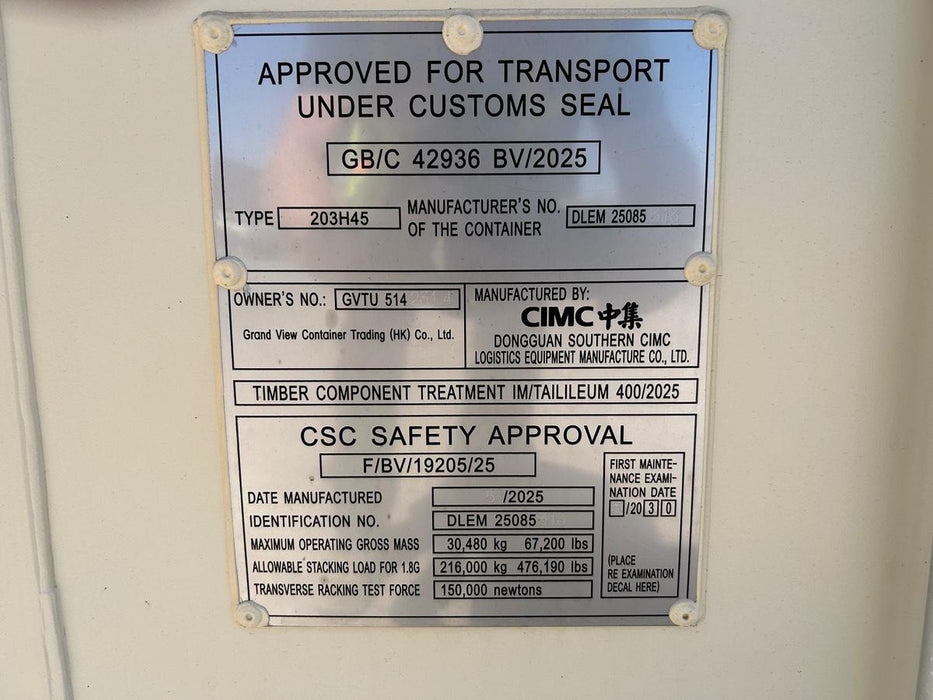 APPROVED FOR TRANSPORT
UNDER CUSTOMS SEAL
GB/C 42936 BV/2025
TYPE 203H45
MANUFACTURER'S NO.
OF THE CONTAINER
DLEM 25085
OWNER'S NO.: GVTU 514
Grand View Container Trading (HK) Co., Ltd.
MANUFACTURED BY:
CIMC 中集
DONGGUAN SOUTHERN CIMC
LOGISTICS EQUIPMENT MANUFACTURE CO., LTD.
TIMBER COMPONENT TREATMENT IM/TAILILEUM 400/2025
CSC SAFETY APPROVAL
F/BV/19205/25
DATE MANUFACTURED /2025
IDENTIFICATION NO. DLEM 25085
MAXIMUM OPERATING GROSS MASS 30,480 kg 67,200 lbs
ALLOWABLE STACKING LOAD FOR 1.8G 216,000 kg 476,190 lbs
TRANSVERSE RACKING TEST FORCE 150,000 newtons
FIRST MAINTE-
NANCE EXAMI-
NATION DATE
/20 3 0
(PLACE
RE EXAMINATION
DECAL HERE)